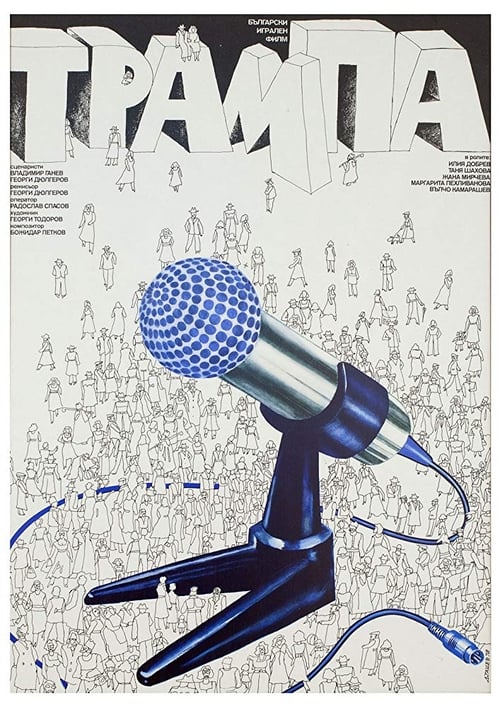 БЪЛГАРСКИ
ИГРАЛЕН
ФИЛМ
ТРАМПА
сценаристи
ВЛАДИМИР ГАНЕВ
ГЕОРГИ ДЮЛГЕРОВ
режисьор
ГЕОРГИ ДЮЛГЕРОВ
оператор
РАДОСЛАВ СПАСОВ
художник
ГЕОРГИ ТОДОРОВ
композитор
БОЖИДАР ПЕТКОВ
в ролите:
ИЛИЯ ДОБРЕВ
ТАНЯ ШАХОВА
ЖАНА МИРЧЕВА
МАРГАРИТА ПЕХЛИВАНОВА
ВЪЛЧО КАМАРАШЕВ